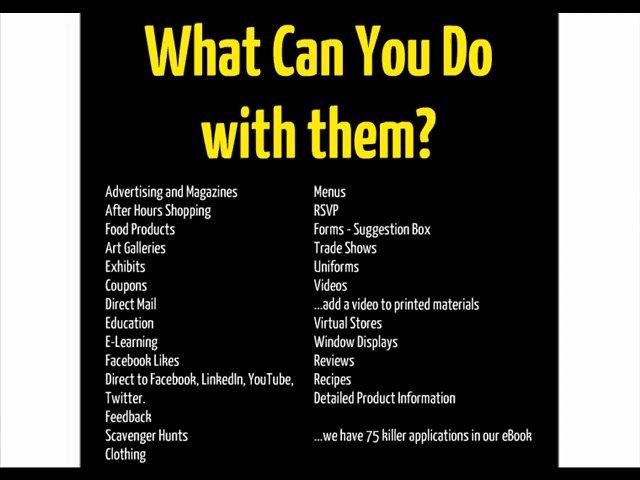 What Can You Do
with them?
Advertising and Magazines
After Hours Shopping
Food Products
Art Galleries
Exhibits
Coupons
Direct Mail
Education
E-Learning
Facebook Likes
Direct to Facebook, LinkedIn, YouTube,
Twitter.
Feedback
Scavenger Hunts
Clothing
Menus
RSVP
Forms - Suggestion Box
Trade Shows
Uniforms
Videos
...add a video to printed materials
Virtual Stores
Window Displays
Reviews
Recipes
Detailed Product Information
...we have 75 killer applications in our eBook